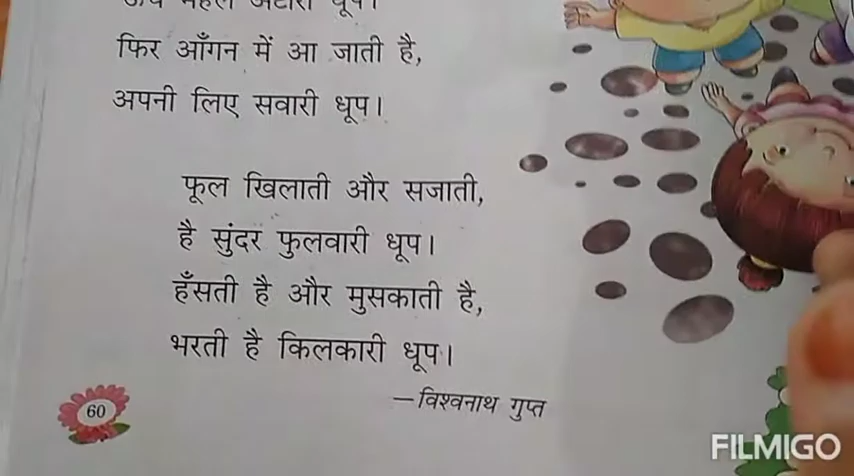 फिर आँगन में आ जाती है,
अपनी लिए सवारी धूप।
फूल खिलाती और सजाती,
है सुंदर फुलवारी धूप।
हँसती है और मुसकाती है,
भरती है किलकारी धूप।
—विश्वनाथ गुप्त
60
FILMIGO